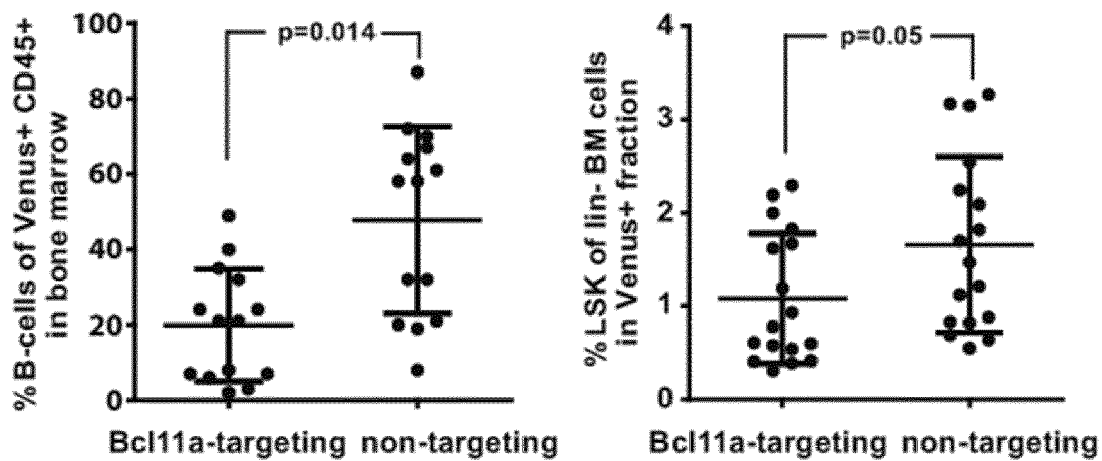 % B-cells of Venus+ CD45+
in bone marrow
100
80
60
40
20
0
p=0.014
Bcl11a-targeting
non-targeting
% LSK of lin- BM cells
in Venus+ fraction
4
3
2
1
0
p=0.05
Bcl11a-targeting
non-targeting